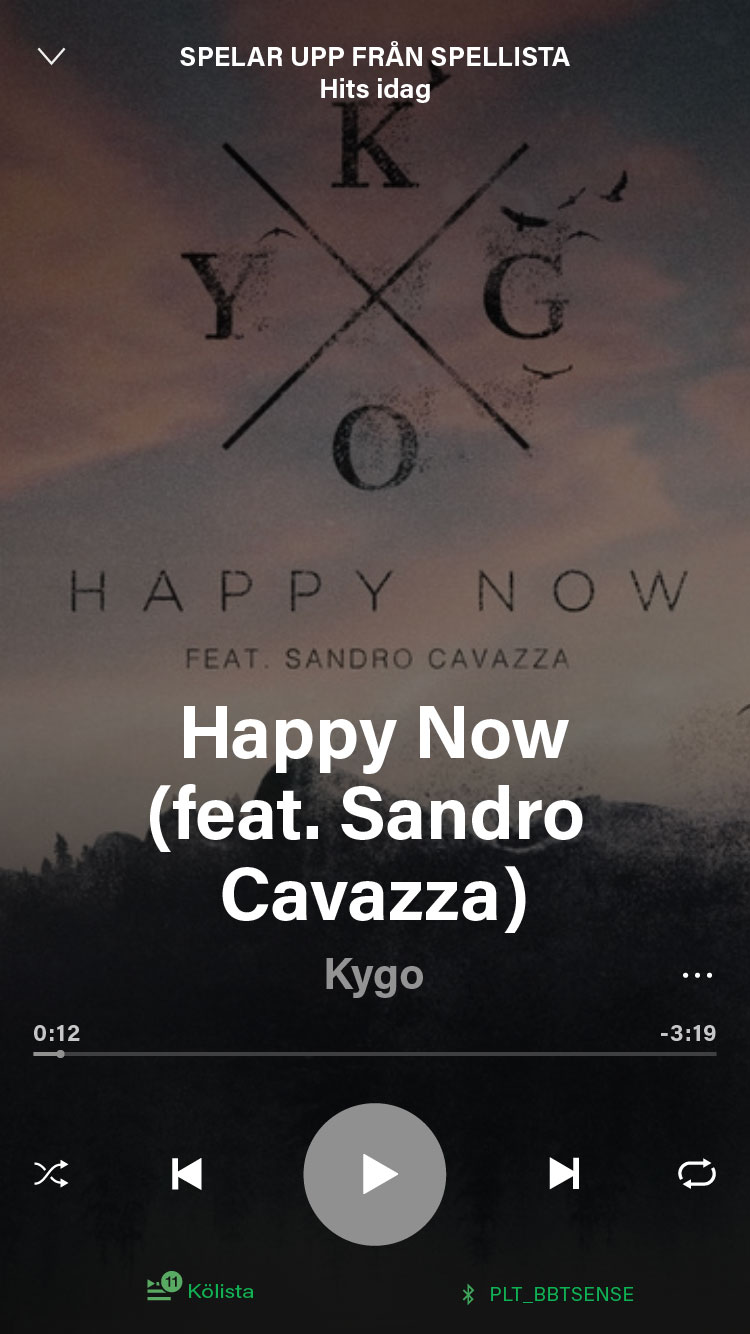 SPELAR UPP FRÅN SPELLISTA
Hits idag
K
Y G
O
HAPPY NOW
FEAT. SANDRO CAVAZZA
Happy Now
(feat. Sandro
Cavazza)
Kygo
0:12 -3:19
11 Kölista PLT_BBTSENSE